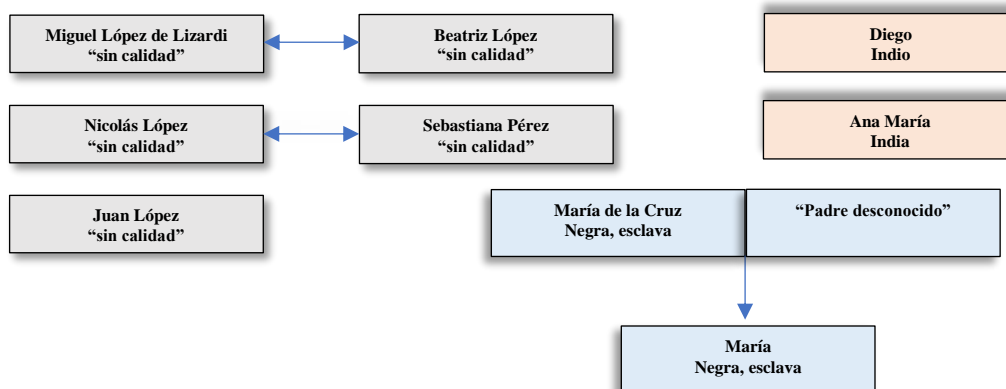 Miguel López de Lizardi
“sin calidad”
Beatriz López
“sin calidad”
Diego
Indio
Nicolás López
“sin calidad”
Sebastiana Pérez
“sin calidad”
Ana María
India
Juan López
“sin calidad”
María de la Cruz
Negra, esclava
“Padre desconocido”
María
Negra, esclava